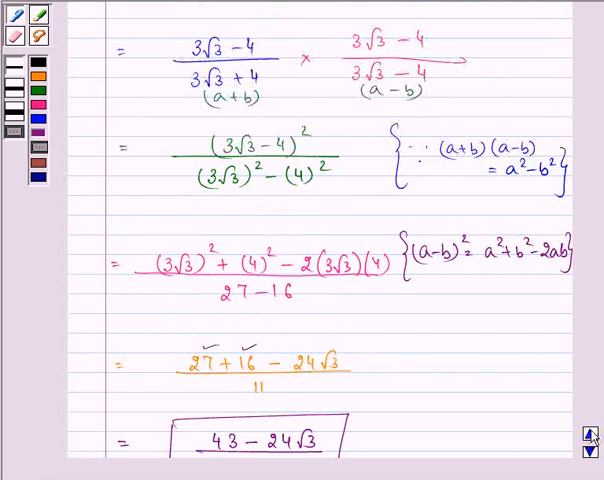 = 3√3 - 4 / 3√3 + 4 × 3√3 - 4 / 3√3 - 4
(a+b) (a-b)
= (3√3 - 4)² / (3√3)² - (4)² {∵ (a+b)(a-b) = a² - b²}
= (3√3)² + (4)² - 2(3√3)(4) / 27 - 16 {(a-b)² = a² + b² - 2ab}
= 27 + 16 - 24√3 / 11
= 43 - 24√3